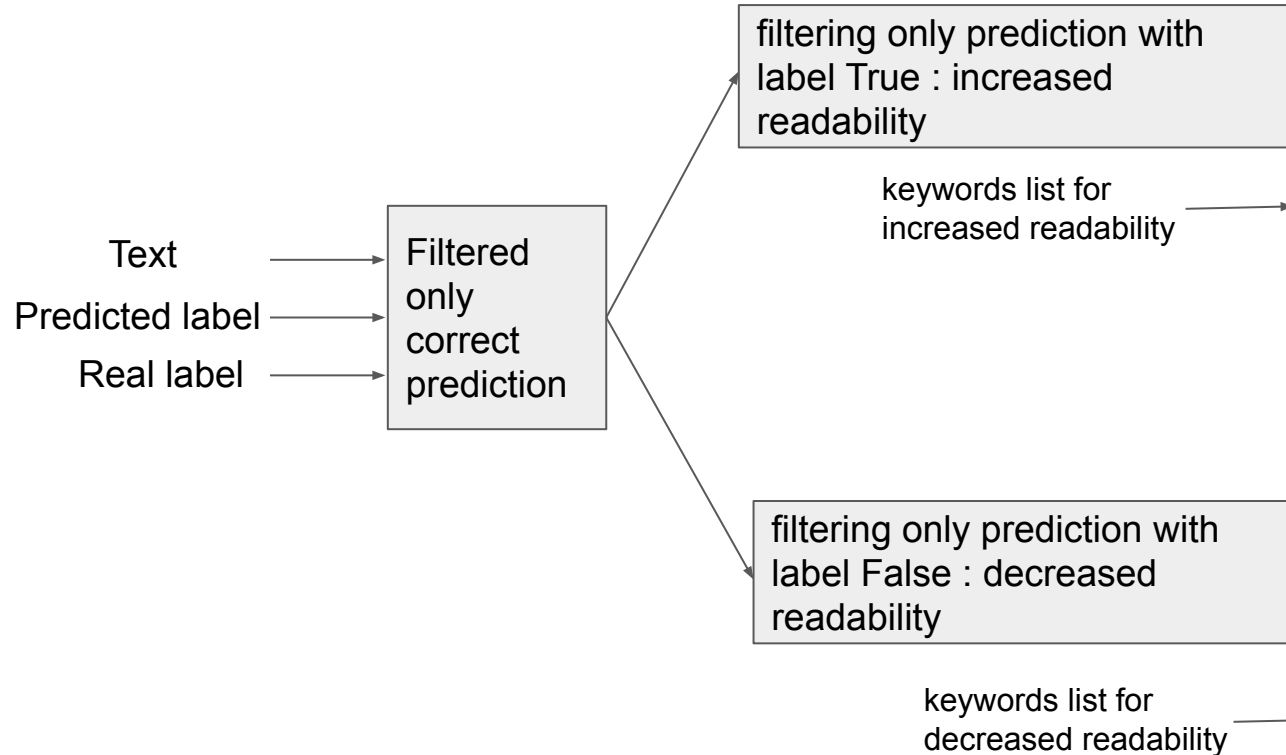 Text
Predicted label
Real label
Filtered
only
correct
prediction
filtering only prediction with
label True : increased
readability
keywords list for
increased readability
filtering only prediction with
label False : decreased
readability
keywords list for
decreased readability